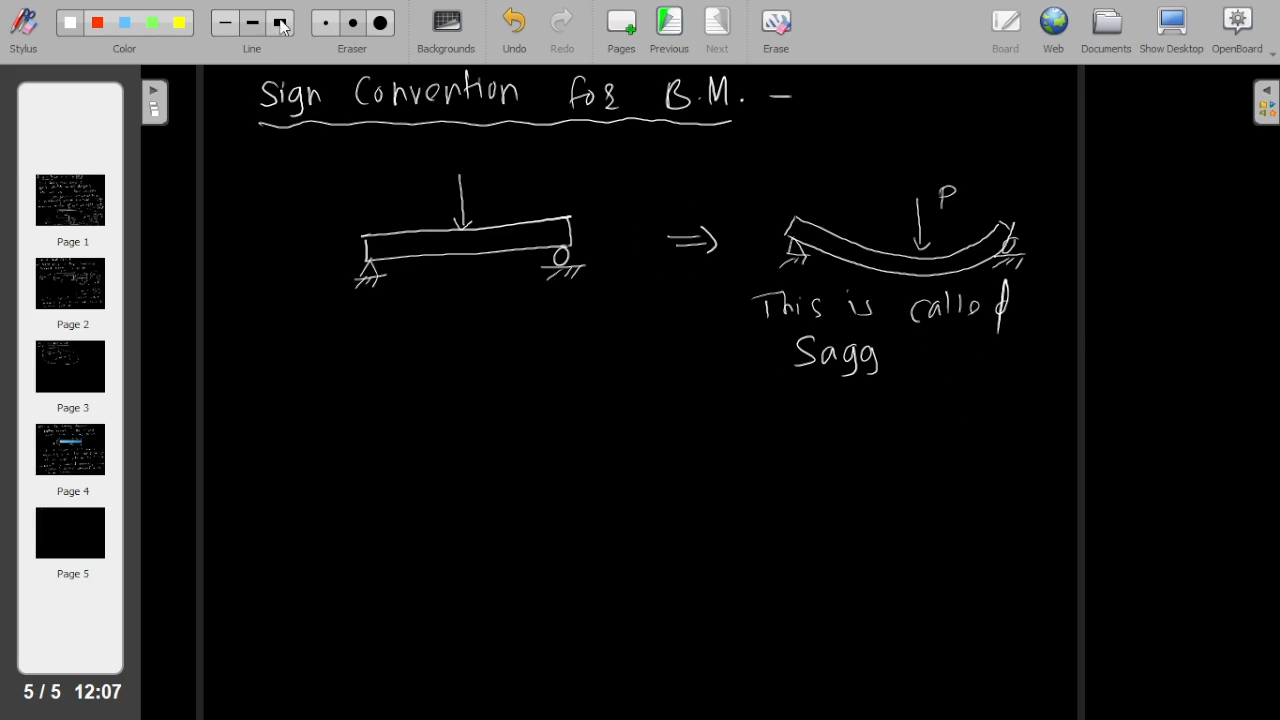 Stylus Color Line Eraser Backgrounds Undo Redo Pages Previous Next Erase Board Web Documents Show Desktop OpenBoard
Sign Convention for B.M. -
P
This is called
Sagg
Page 1
Page 2
Page 3
Page 4
Page 5
5 / 5 12:07